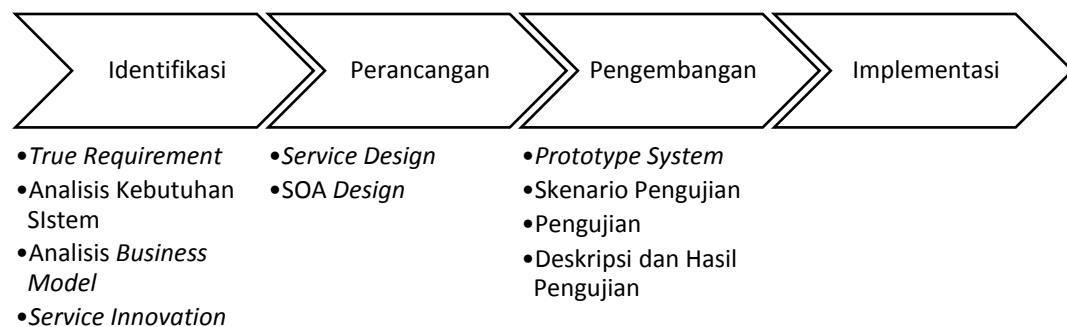 Identifikasi
Perancangan
Pengembangan
Implementasi
•True Requirement
•Analisis Kebutuhan
SIstem
•Analisis Business
Model
•Service Innovation
•Service Design
•SOA Design
•Prototype System
•Skenario Pengujian
•Pengujian
•Deskripsi dan Hasil
Pengujian